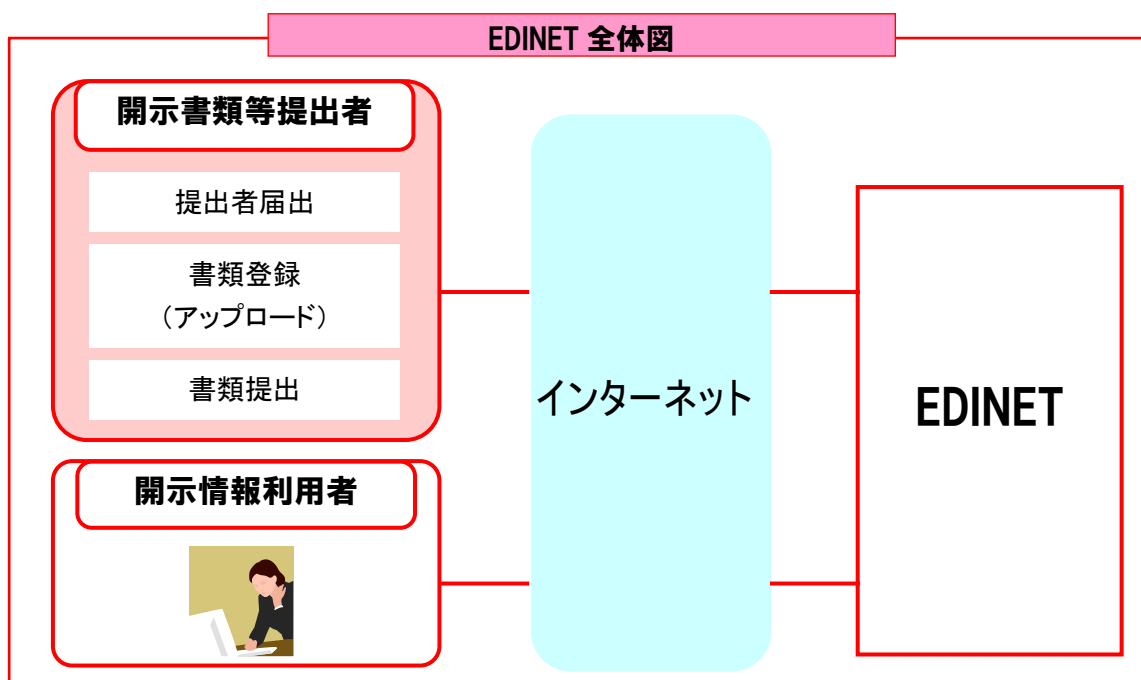 EDINET 全体図
開示書類等提出者
提出者届出
書類登録
（アップロード）
書類提出
開示情報利用者
インターネット
EDINET